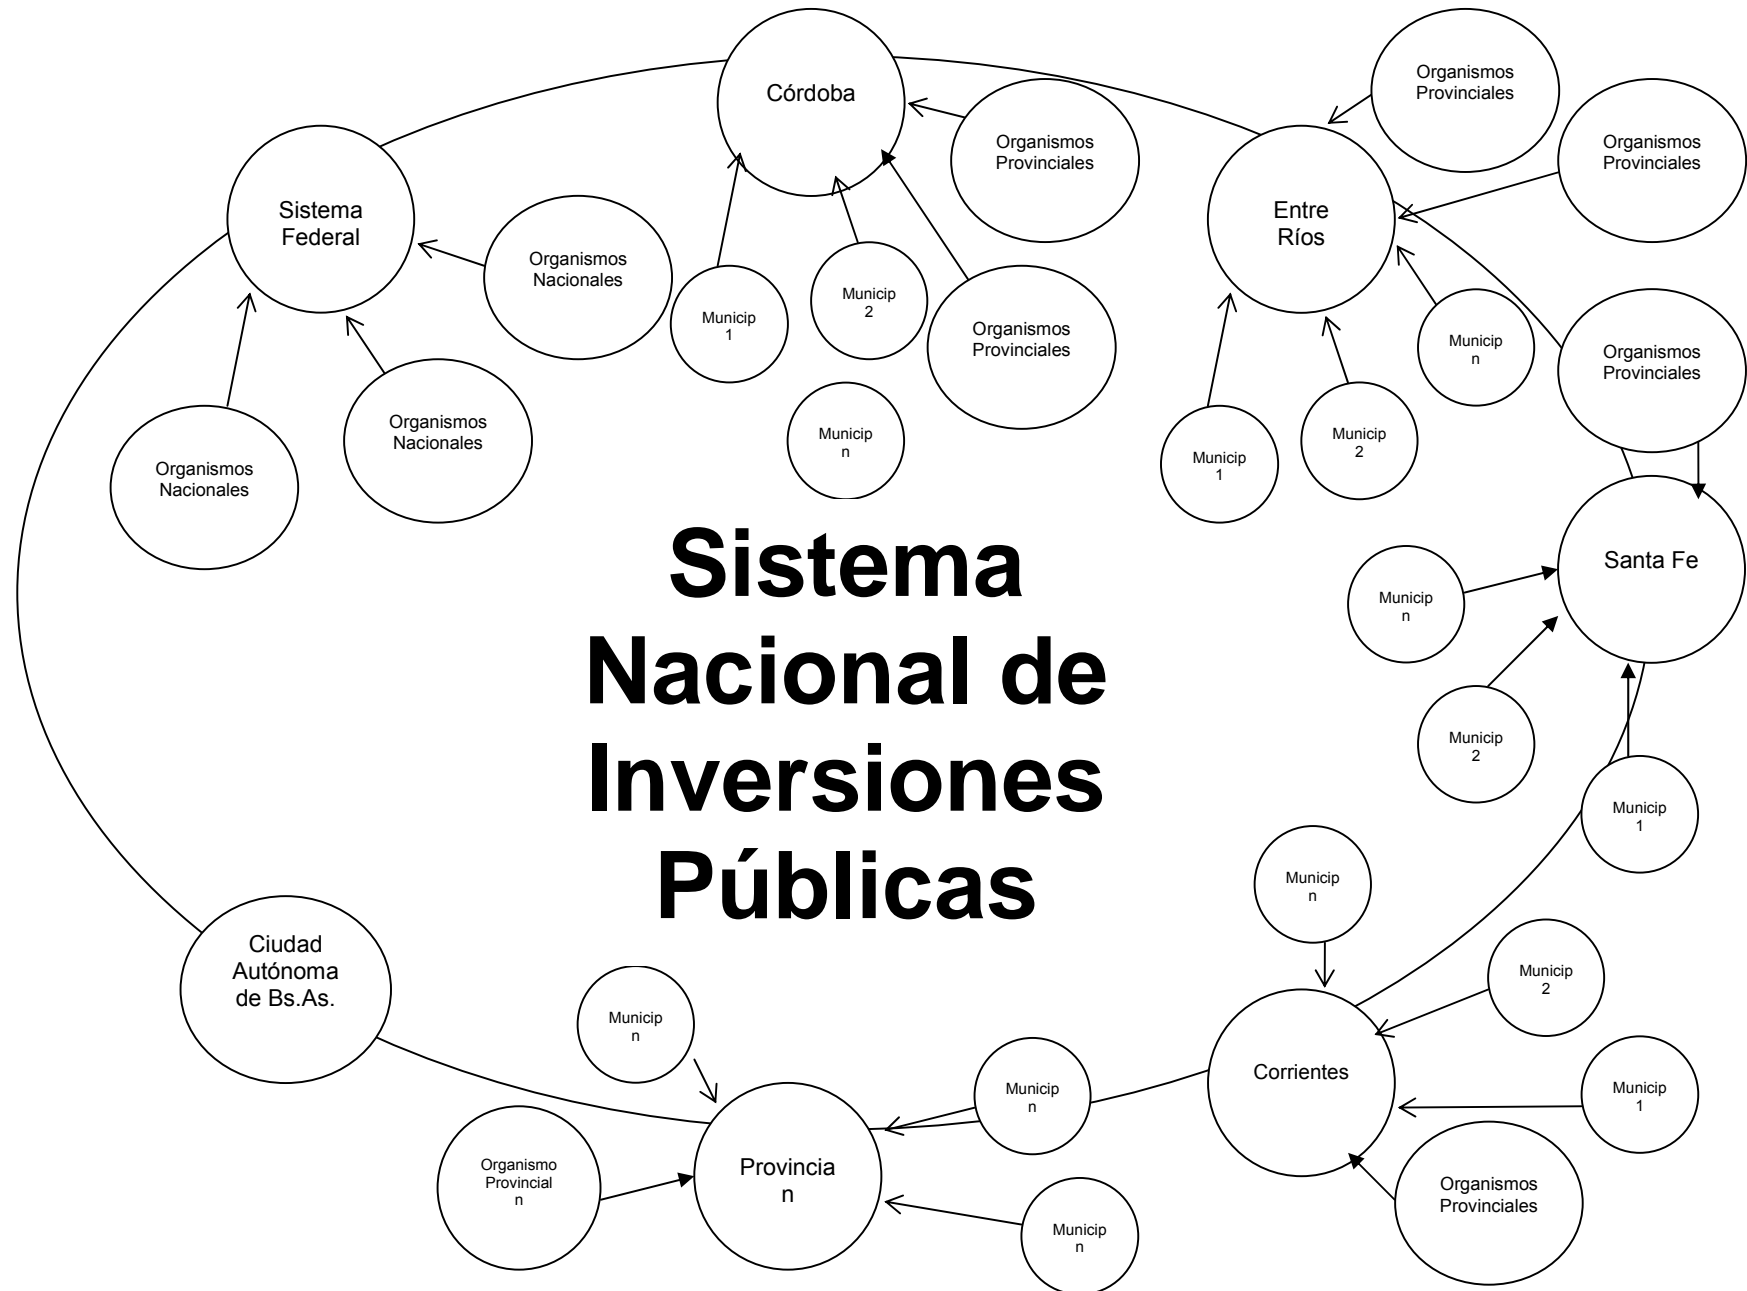 Organismos
Provinciales
Córdoba
Organismos
Provinciales
Organismos
Provinciales
Sistema
Federal
Entre
Ríos
Organismos
Nacionales
Municip
1
Municip
2
Organismos
Provinciales
Municip
n
Organismos
Provinciales
Organismos
Nacionales
Organismos
Nacionales
Municip
n
Municip
1
Municip
2
Sistema
Nacional de
Inversiones
Públicas
Santa Fe
Municip
n
Municip
2
Municip
1
Municip
n
Ciudad
Autónoma
de Bs.As.
Municip
2
Municip
n
Municip
n
Corrientes
Municip
1
Organismo
Provincial
n
Provincia
n
Organismos
Provinciales
Municip
n